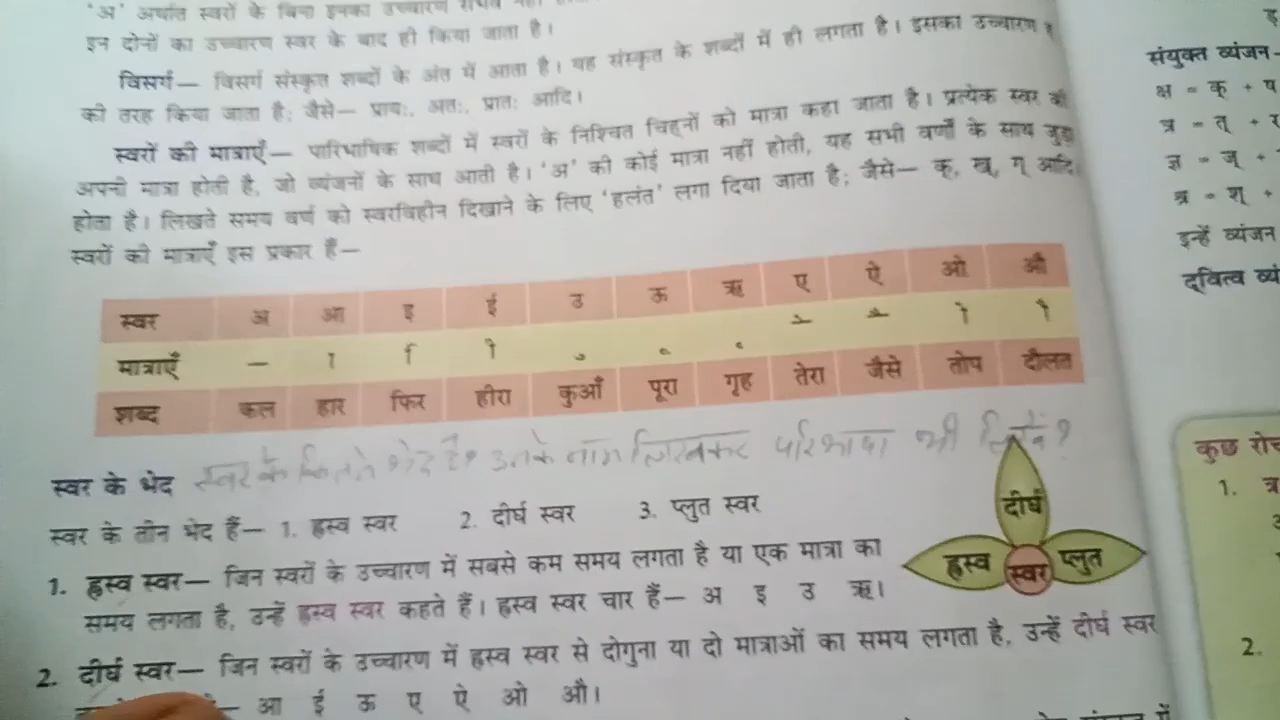 'अ' अर्थात स्वरों के बिना इनका उच्चारण संभव नहीं
इन दोनों का उच्चारण स्वर के बाद ही किया जाता है।
विसर्ग— विसर्ग संस्कृत शब्दों के अंत में आता है। यह संस्कृत के शब्दों में ही लगता है। इसका उच्चारण
की तरह किया जाता है; जैसे— प्रायः, अतः, प्रातः आदि।
स्वरों की मात्राएँ— पारिभाषिक शब्दों में स्वरों के निश्चित चिह्नों को मात्रा कहा जाता है। प्रत्येक स्वर की
अपनी मात्रा होती है, जो व्यंजनों के साथ आती है। 'अ' की कोई मात्रा नहीं होती, यह सभी वर्णों के साथ जुड़ा
होता है। लिखते समय वर्ण को स्वरविहीन दिखाने के लिए 'हलंत' लगा दिया जाता है; जैसे— क्, ख्, ग् आदि
स्वरों की मात्राएँ इस प्रकार हैं—
स्वर अ आ इ ई उ ऊ ऋ ए ऐ ओ औ
मात्राएँ — ा ि ी ु ू ृ े ै ो ौ
शब्द कल हार फिर हीरा कुआँ पूरा गृह तेरा जैसे तोप दौलत
स्वर के कितने भेद हैं? उनके नाम लिखकर परिभाषा भी लिखें?
स्वर के भेद
स्वर के तीन भेद हैं— 1. ह्रस्व स्वर 2. दीर्घ स्वर 3. प्लुत स्वर
दीर्घ
ह्रस्व स्वर प्लुत
1. ह्रस्व स्वर— जिन स्वरों के उच्चारण में सबसे कम समय लगता है या एक मात्रा का
समय लगता है, उन्हें ह्रस्व स्वर कहते हैं। ह्रस्व स्वर चार हैं— अ इ उ ऋ।
2. दीर्घ स्वर— जिन स्वरों के उच्चारण में ह्रस्व स्वर से दोगुना या दो मात्राओं का समय लगता है, उन्हें दीर्घ स्वर
— आ ई ऊ ए ऐ ओ औ।
संयुक्त व्यंजन-
क्ष = क् + ष
त्र = त् +
ज्ञ = ज् +
श्र = श् +
इन्हें व्यंजन
द्वित्व
कुछ
1.
2.